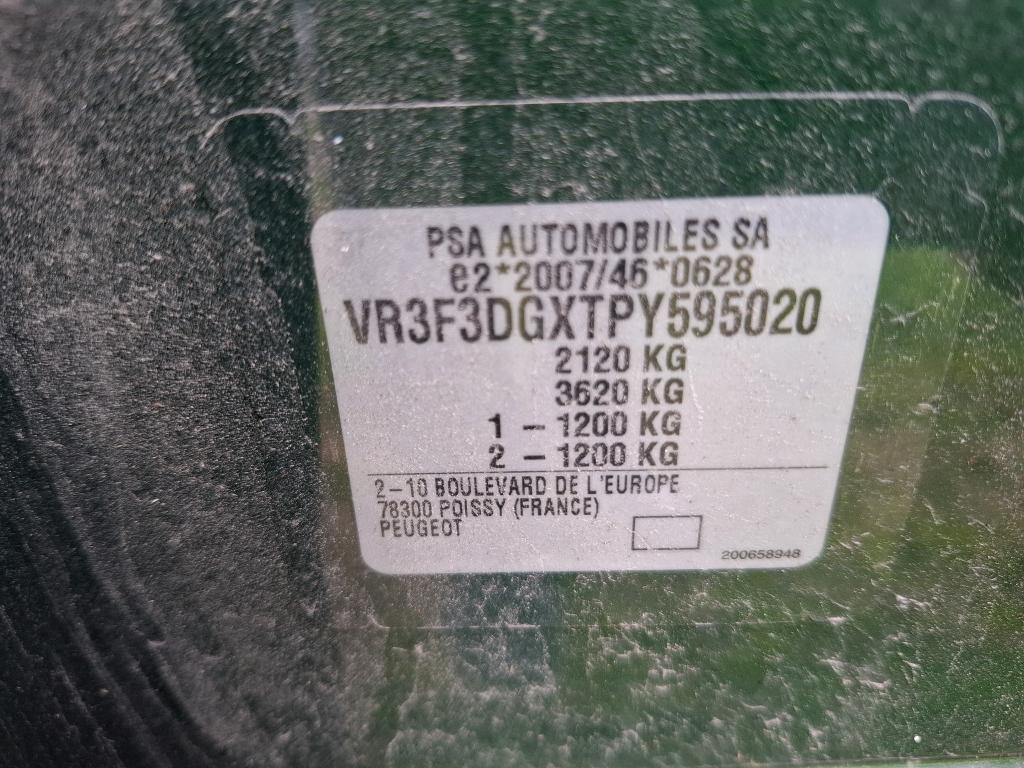 PSA AUTOMOBILES SA
e2*2007/46*0628
VR3F3DGXTPY595020
2120 KG
3620 KG
1 - 1200 KG
2 - 1200 KG
2-10 BOULEVARD DE L'EUROPE
78300 POISSY (FRANCE)
PEUGEOT
200658948